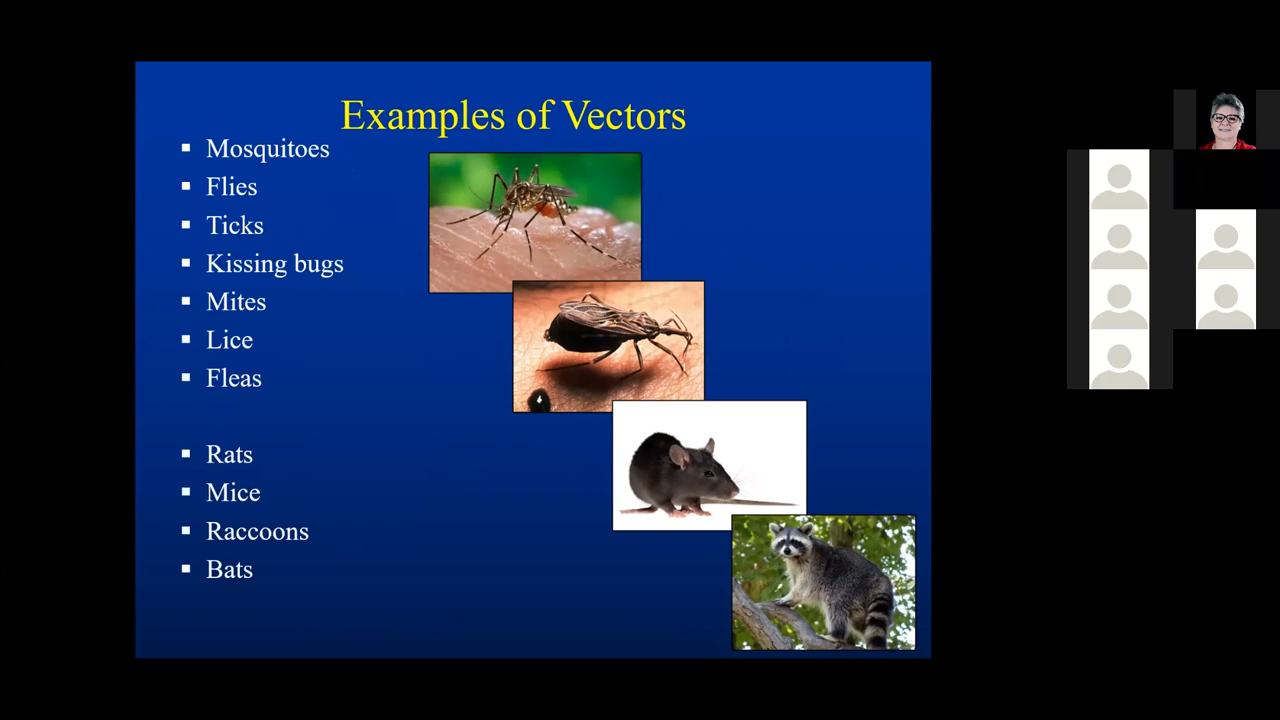 Examples of Vectors
Mosquitoes
Flies
Ticks
Kissing bugs
Mites
Lice
Fleas
Rats
Mice
Raccoons
Bats